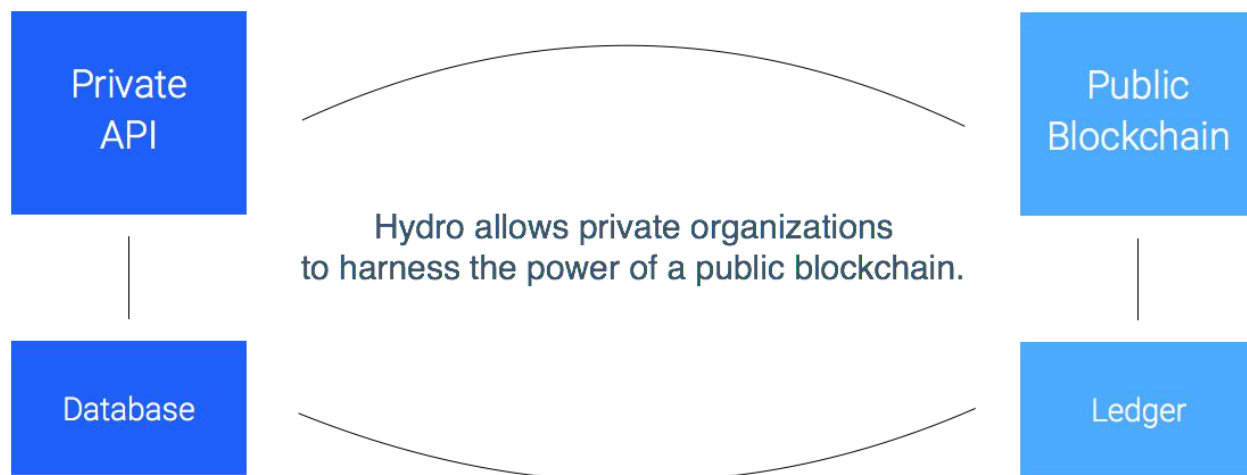 Private
API
Public
Blockchain
Hydro allows private organizations
to harness the power of a public blockchain.
Database
Ledger